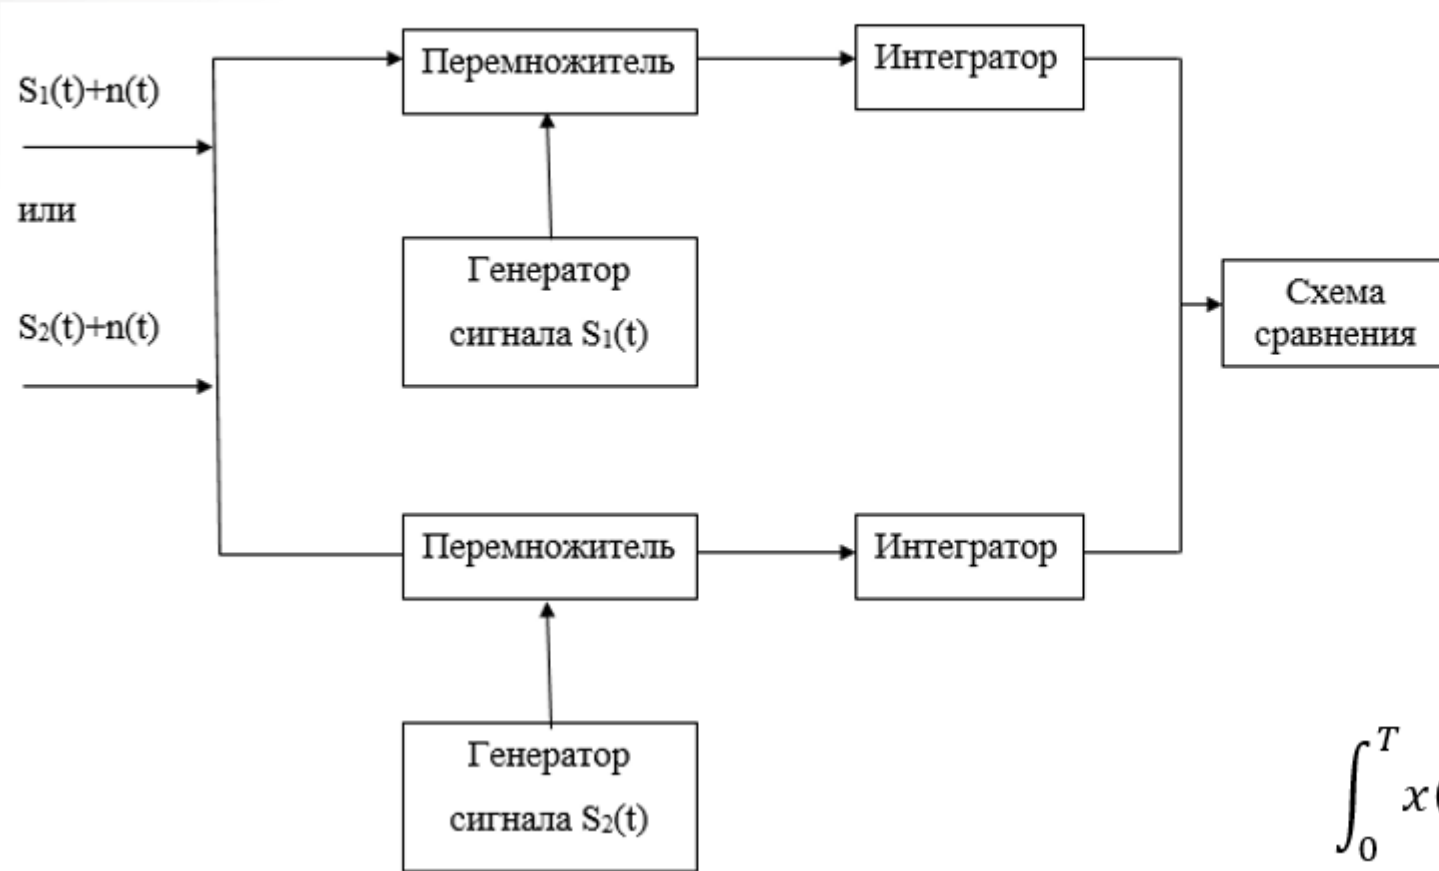 S₁(t)+n(t)
или
S₂(t)+n(t)
Перемножитель
Интегратор
Генератор
сигнала S₁(t)
Схема
сравнения
Перемножитель
Интегратор
Генератор
сигнала S₂(t)
∫₀ᵀ x(